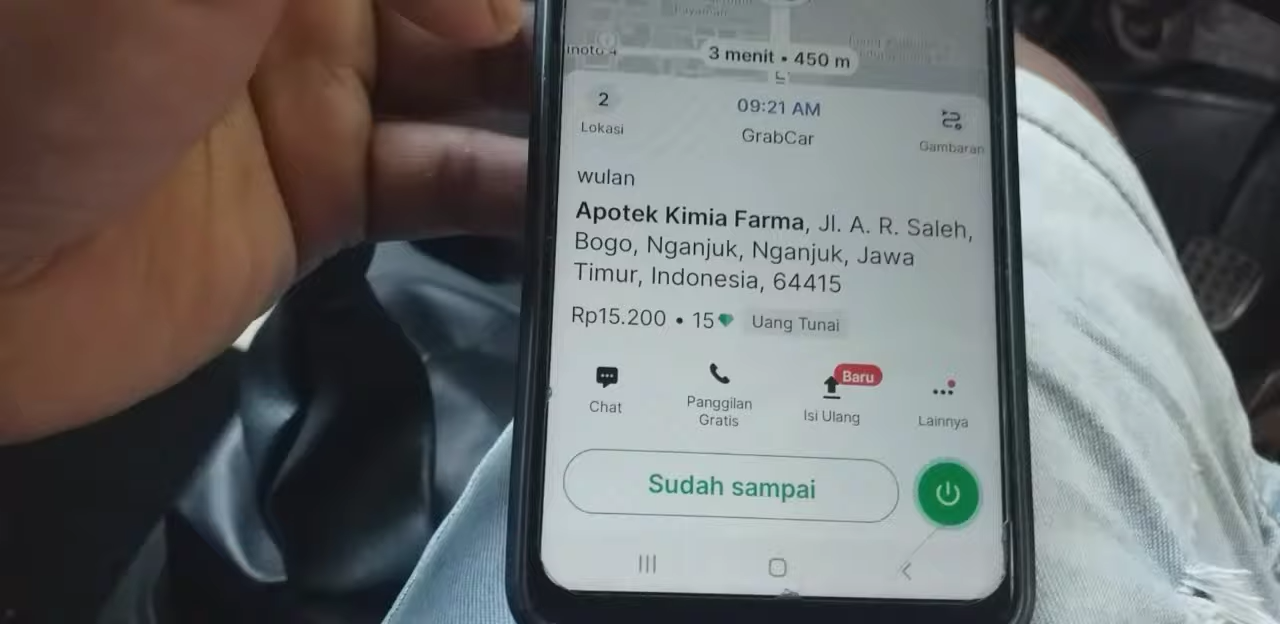 3 menit • 450 m
2
Lokasi
09:21 AM
GrabCar
Gambaran
wulan
Apotek Kimia Farma, Jl. A. R. Saleh,
Bogo, Nganjuk, Nganjuk, Jawa
Timur, Indonesia, 64415
Rp15.200 • 15
Uang Tunai
Chat
Panggilan
Gratis
Baru
Isi Ulang
Lainnya
Sudah sampai